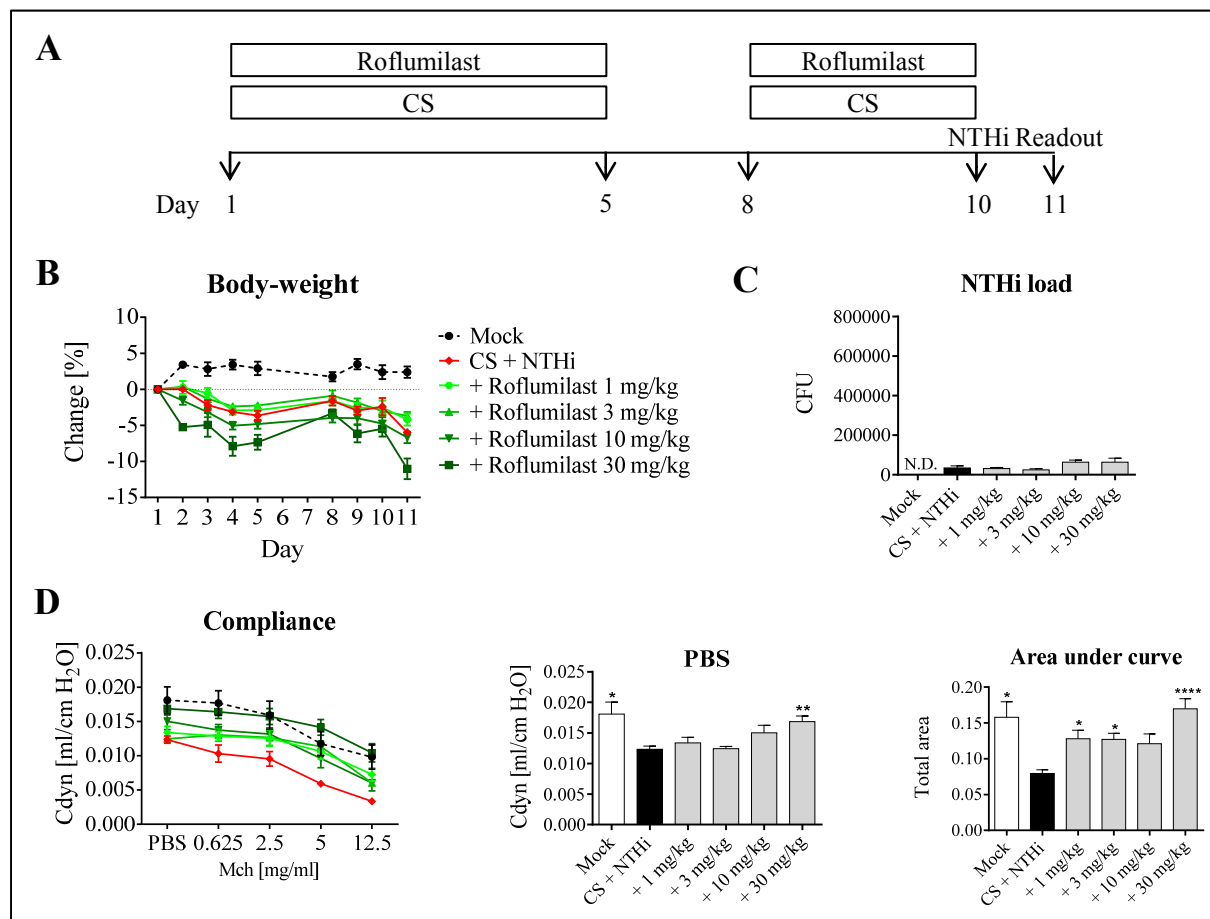 A
Roflumilast Roflumilast
CS CS
NTHi Readout
Day 1 5 8 10 11
B
Body-weight
Change [%]
10
5
0
-5
-10
-15
1 2 3 4 5 6 7 8 9 10 11
Day
Mock
CS + NTHi
+ Roflumilast 1 mg/kg
+ Roflumilast 3 mg/kg
+ Roflumilast 10 mg/kg
+ Roflumilast 30 mg/kg
C
NTHi load
CFU
800000
600000
400000
200000
0
N.D.
Mock
CS + NTHi
+ 1 mg/kg
+ 3 mg/kg
+ 10 mg/kg
+ 30 mg/kg
D
Compliance
Cdyn [ml/cm H₂O]
0.025
0.020
0.015
0.010
0.005
0.000
PBS 0.625 2.5 5 12.5
Mch [mg/ml]
PBS
Cdyn [ml/cm H₂O]
0.025
0.020
0.015
0.010
0.005
0.000
*
**
Mock
CS + NTHi
+ 1 mg/kg
+ 3 mg/kg
+ 10 mg/kg
+ 30 mg/kg
Area under curve
Total area
0.20
0.15
0.10
0.05
0.00
*
*
*
****
Mock
CS + NTHi
+ 1 mg/kg
+ 3 mg/kg
+ 10 mg/kg
+ 30 mg/kg